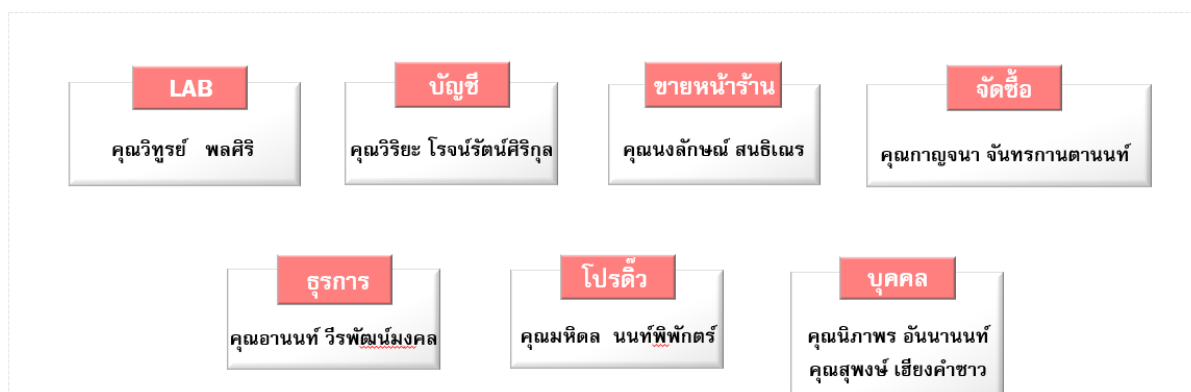 LAB
คุณวิฑูรย์ พลศิริ
บัญชี
คุณวิริยะ โรจน์รัตน์ศิริกุล
ขายหน้าร้าน
คุณนงลักษณ์ สนธิเณร
จัดซื้อ
คุณกาญจนา จันทรกานตานนท์
ธุรการ
คุณอานนท์ วีรพัฒน์มงคล
โปรดิ๊ว
คุณมหิดล นนท์พิพักตร์
บุคคล
คุณนิภาพร อันนานนท์
คุณสุพงษ์ เฮียงคำซาว